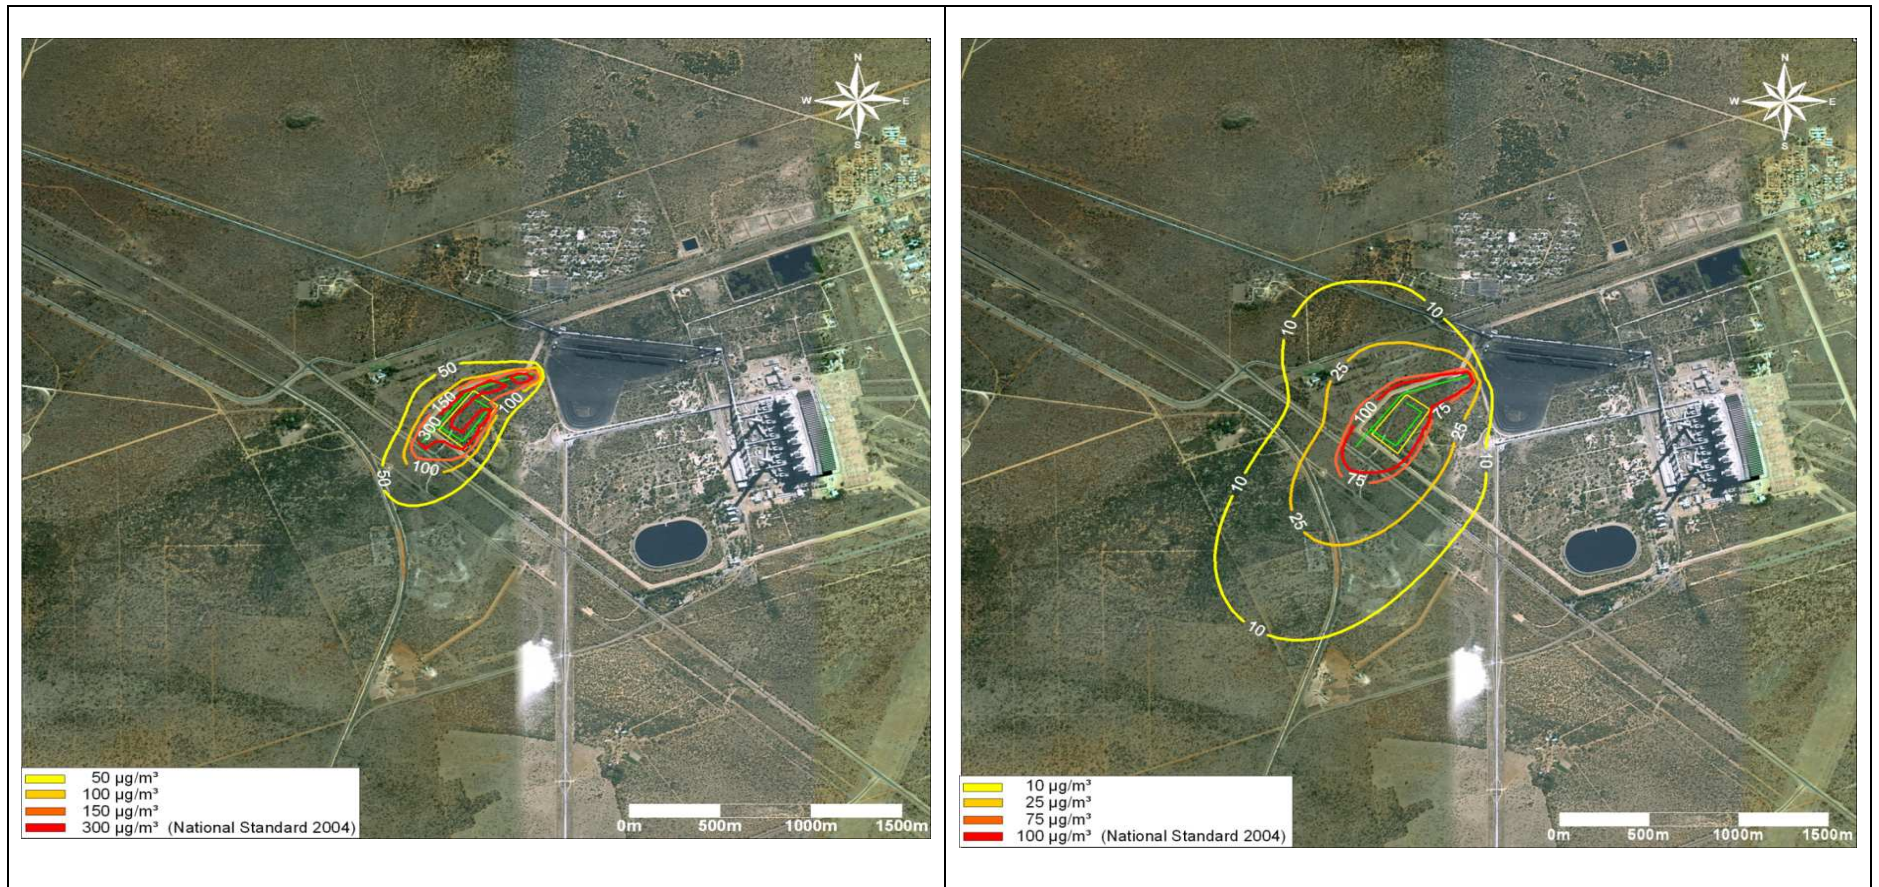 N
W E
S
50
150
100
300
100
50
50 µg/m³
100 µg/m³
150 µg/m³
300 µg/m³ (National Standard 2004)
0m 500m 1000m 1500m
N
W E
S
10
10
25
100
75
25
10
75
10
25
10
10 µg/m³
25 µg/m³
75 µg/m³
100 µg/m³ (National Standard 2004)
0m 500m 1000m 1500m